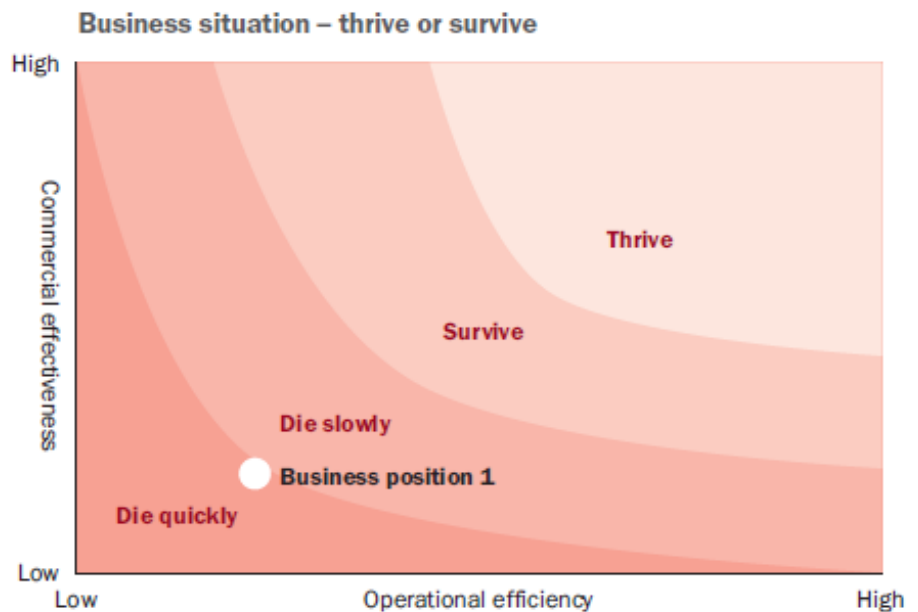 Business situation – thrive or survive
High
Commercial effectiveness
Thrive
Survive
Die slowly
Business position 1
Die quickly
Low
Low
Operational efficiency
High